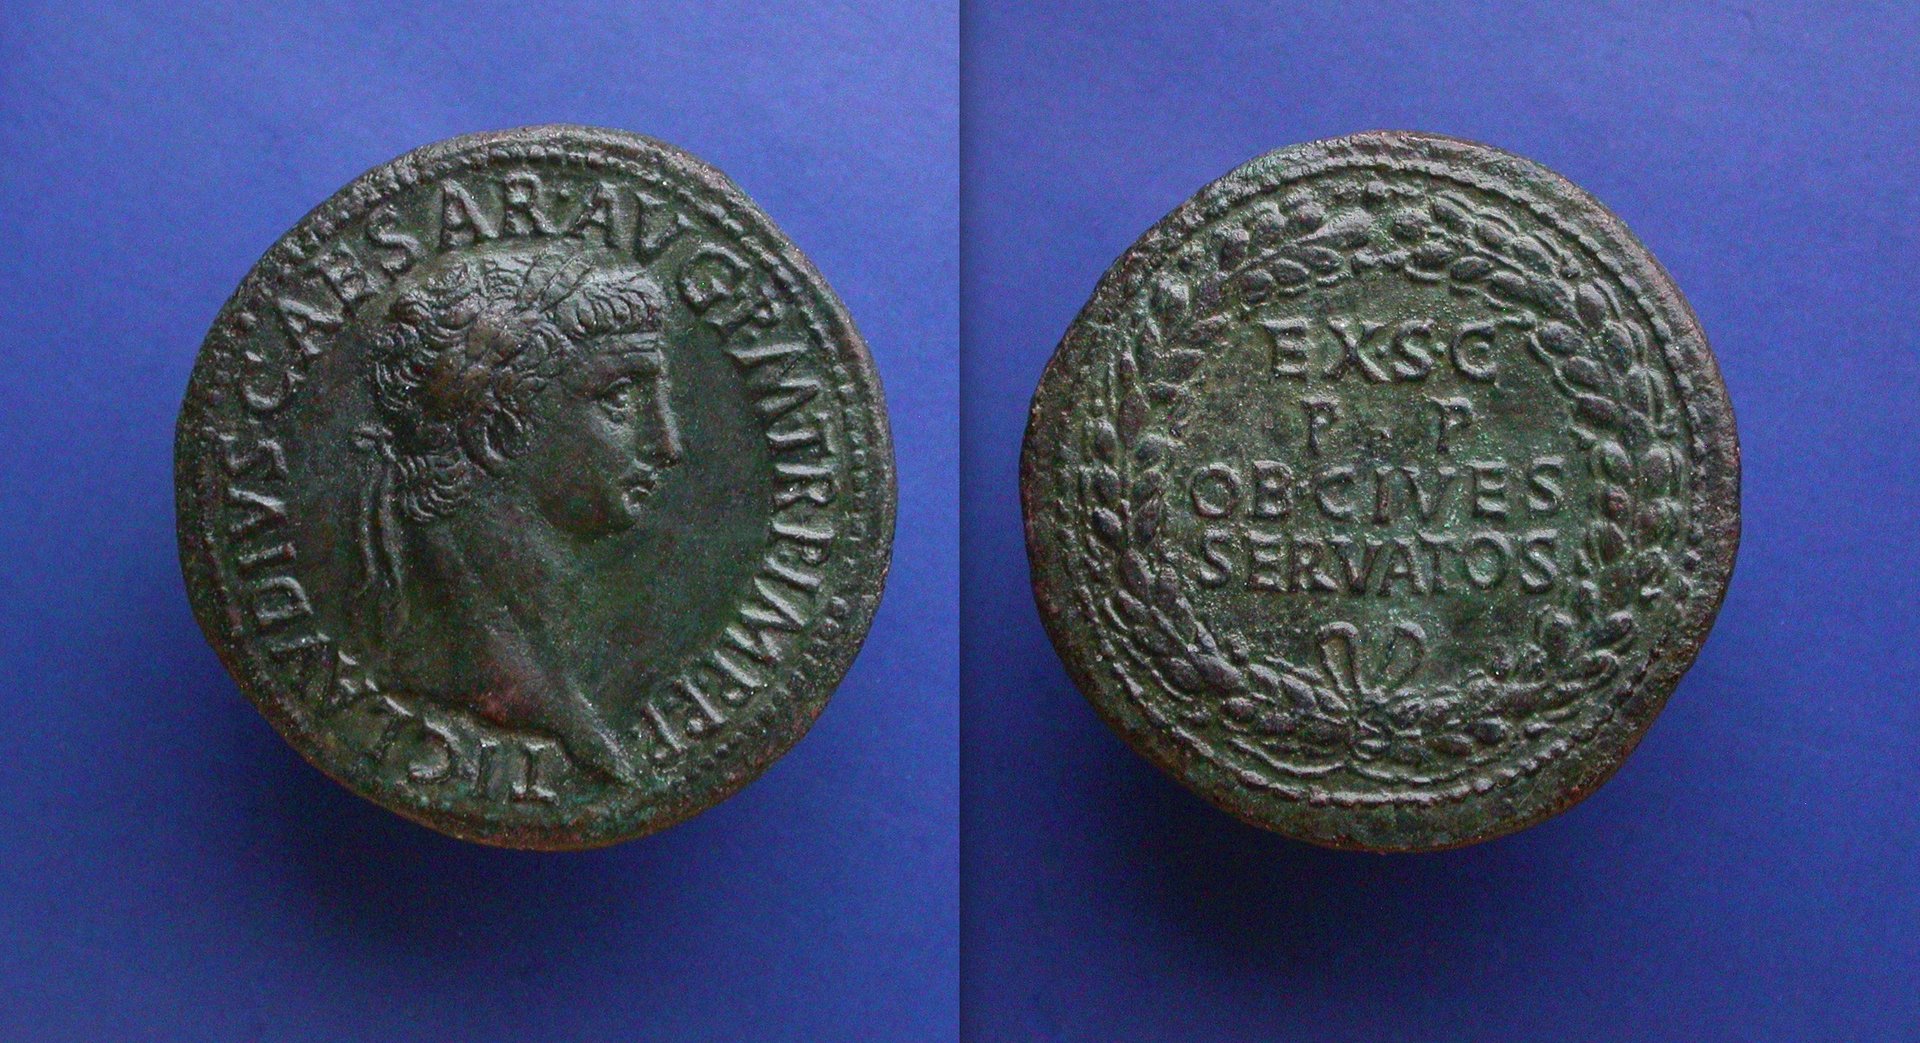 TI CLAVDIVS·CAESAR·AVG P M TR P IMP P P
EX·S·C
P·P
OB·CIVES
SERVATOS